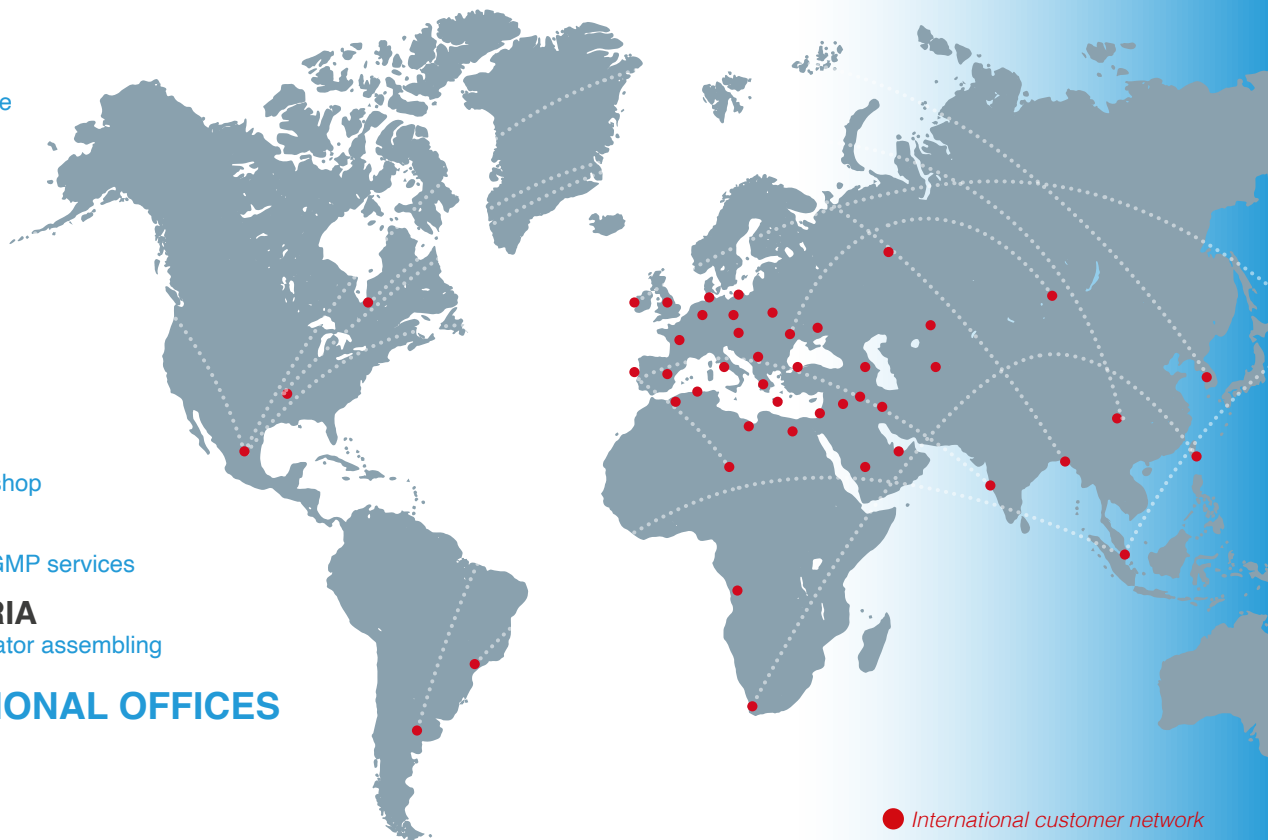 e
shop
GMP services
RIA
ator assembling
IONAL OFFICES
International customer network